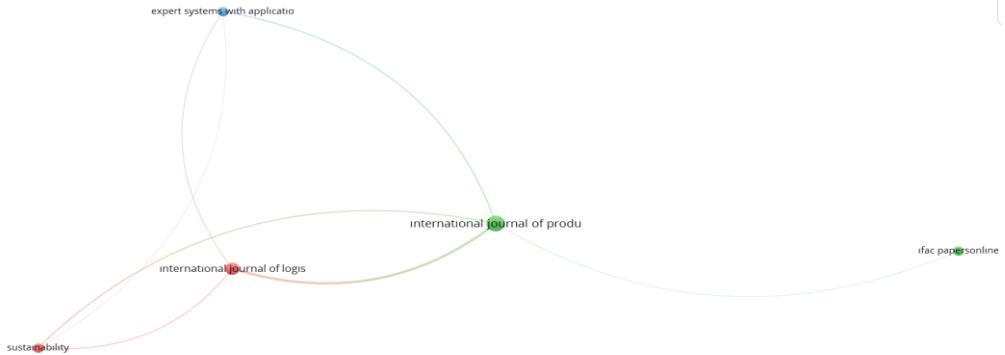 expert systems with applicatio
international journal of produ
ifac papersonline
international journal of logis
sustainability